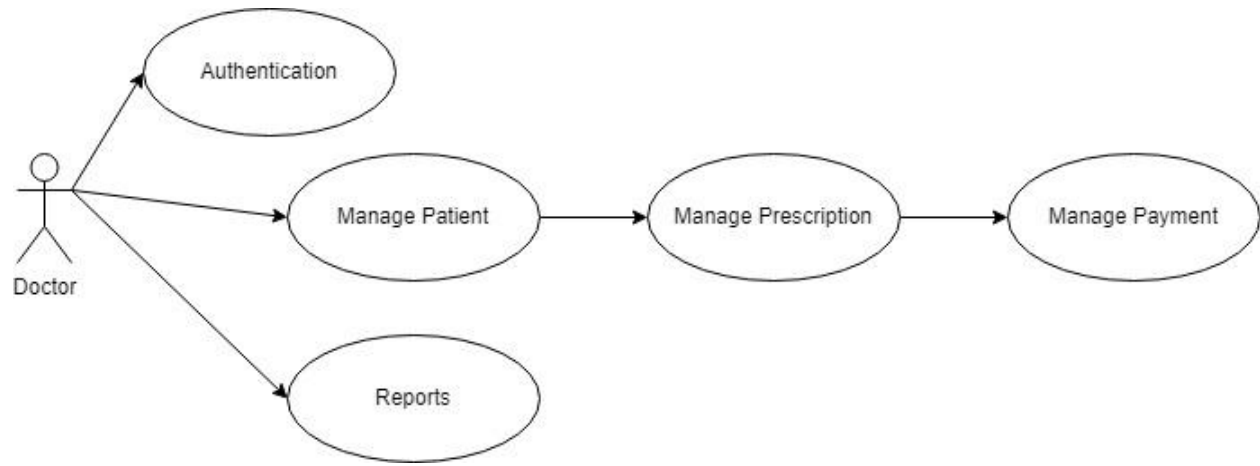 Authentication
Manage Patient
Manage Prescription
Manage Payment
Doctor
Reports